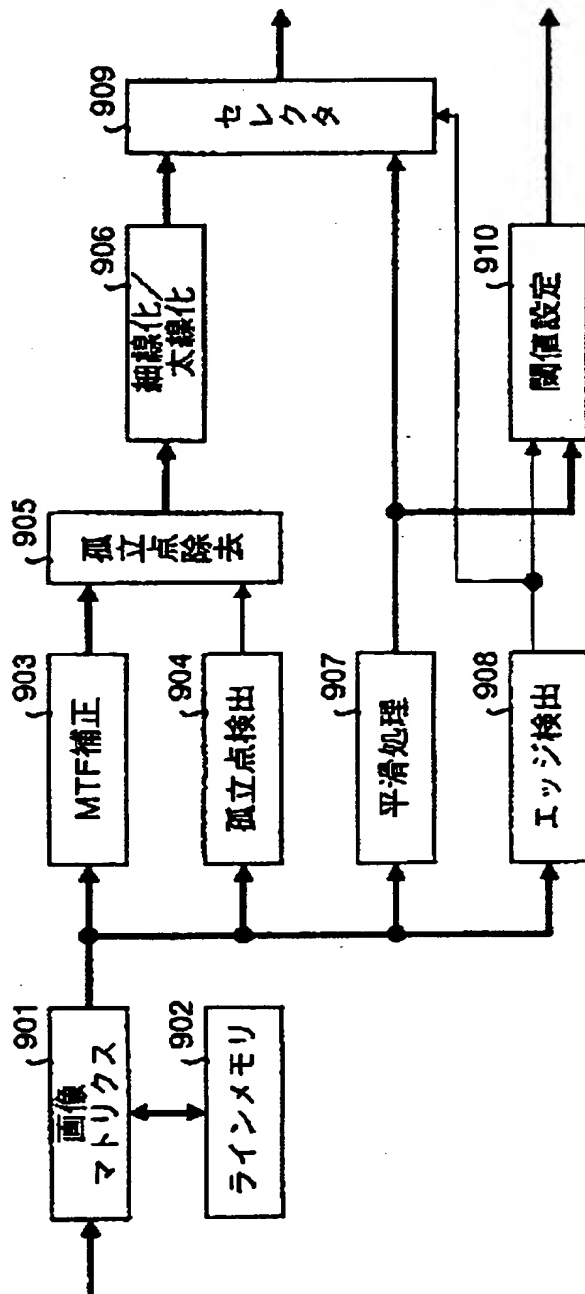 901
画像
マトリクス
902
ラインメモリ
903
MTF補正
904
孤立点検出
905
孤立点除去
906
細線化／
太線化
907
平滑処理
908
エッジ検出
909
セレクタ
910
閾値設定